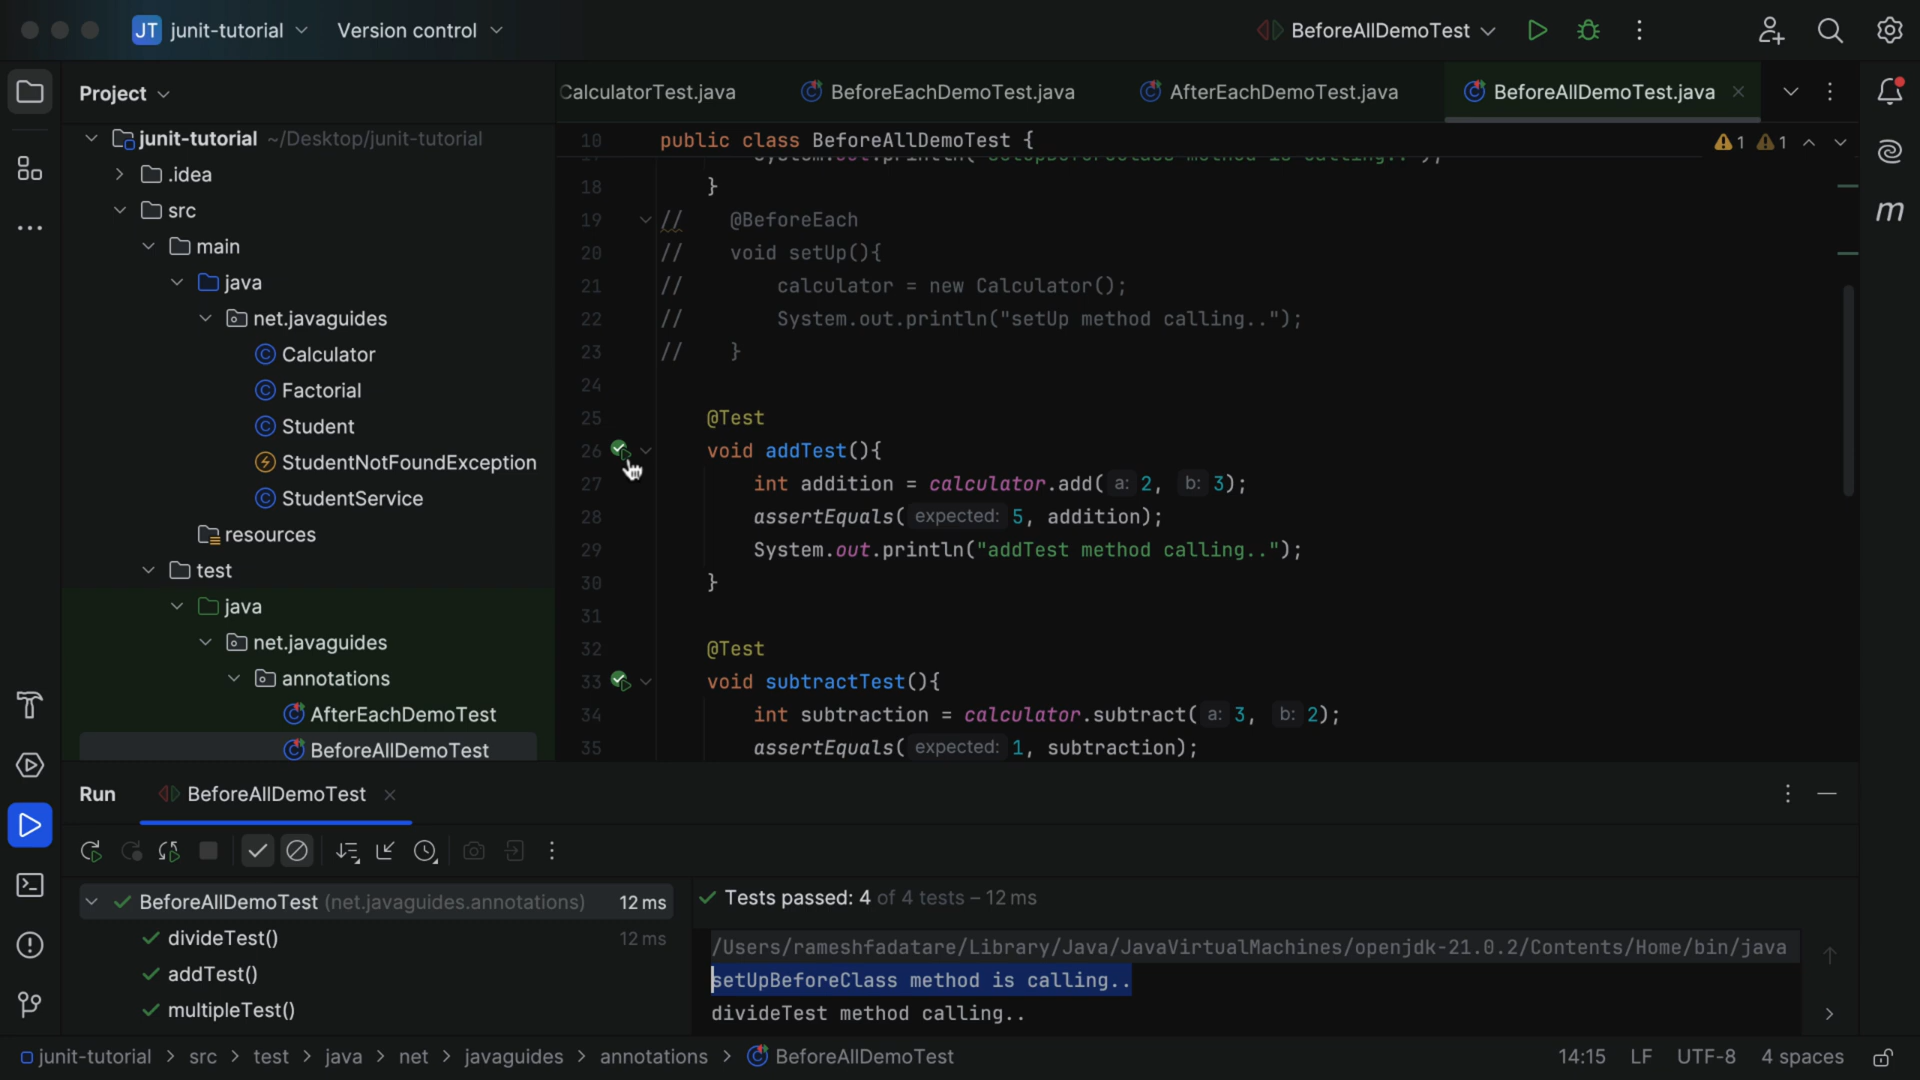 JT junit-tutorial Version control BeforeAllDemoTest
Project
CalculatorTest.java BeforeEachDemoTest.java AfterEachDemoTest.java BeforeAllDemoTest.java
junit-tutorial ~/Desktop/junit-tutorial
.idea
src
main
java
net.javaguides
Calculator
Factorial
Student
StudentNotFoundException
StudentService
resources
test
java
net.javaguides
annotations
AfterEachDemoTest
BeforeAllDemoTest
10 public class BeforeAllDemoTest {
1 1
18 }
19 // @BeforeEach
20 // void setUp(){
21 // calculator = new Calculator();
22 // System.out.println("setUp method calling..");
23 // }
24
25 @Test
26 void addTest(){
27 int addition = calculator.add( a: 2, b: 3);
28 assertEquals( expected: 5, addition);
29 System.out.println("addTest method calling..");
30 }
31
32 @Test
33 void subtractTest(){
34 int subtraction = calculator.subtract( a: 3, b: 2);
35 assertEquals( expected: 1, subtraction);
m
Run BeforeAllDemoTest
BeforeAllDemoTest (net.javaguides.annotations) 12 ms
divideTest() 12 ms
addTest()
multipleTest()
Tests passed: 4 of 4 tests – 12 ms
/Users/rameshfadatare/Library/Java/JavaVirtualMachines/openjdk-21.0.2/Contents/Home/bin/java
setUpBeforeClass method is calling..
divideTest method calling..
junit-tutorial > src > test > java > net > javaguides > annotations > BeforeAllDemoTest 14:15 LF UTF-8 4 spaces